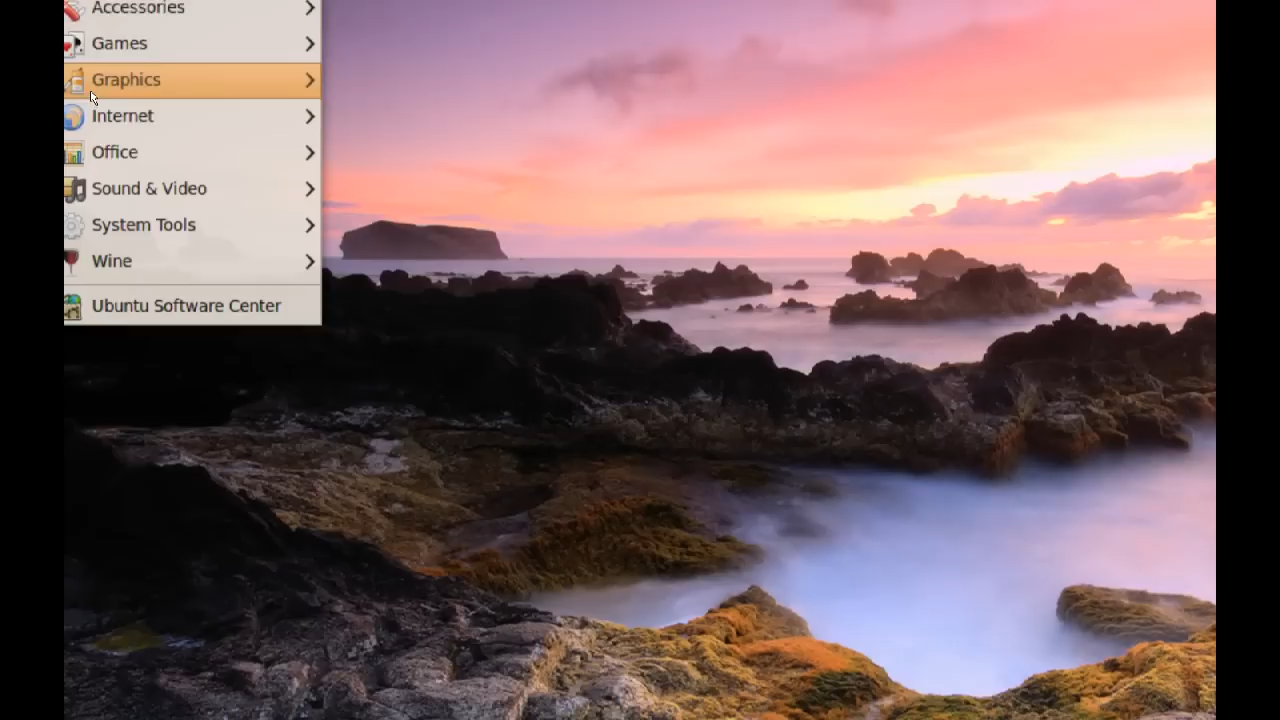 Accessories
Games
Graphics
Internet
Office
Sound & Video
System Tools
Wine
Ubuntu Software Center